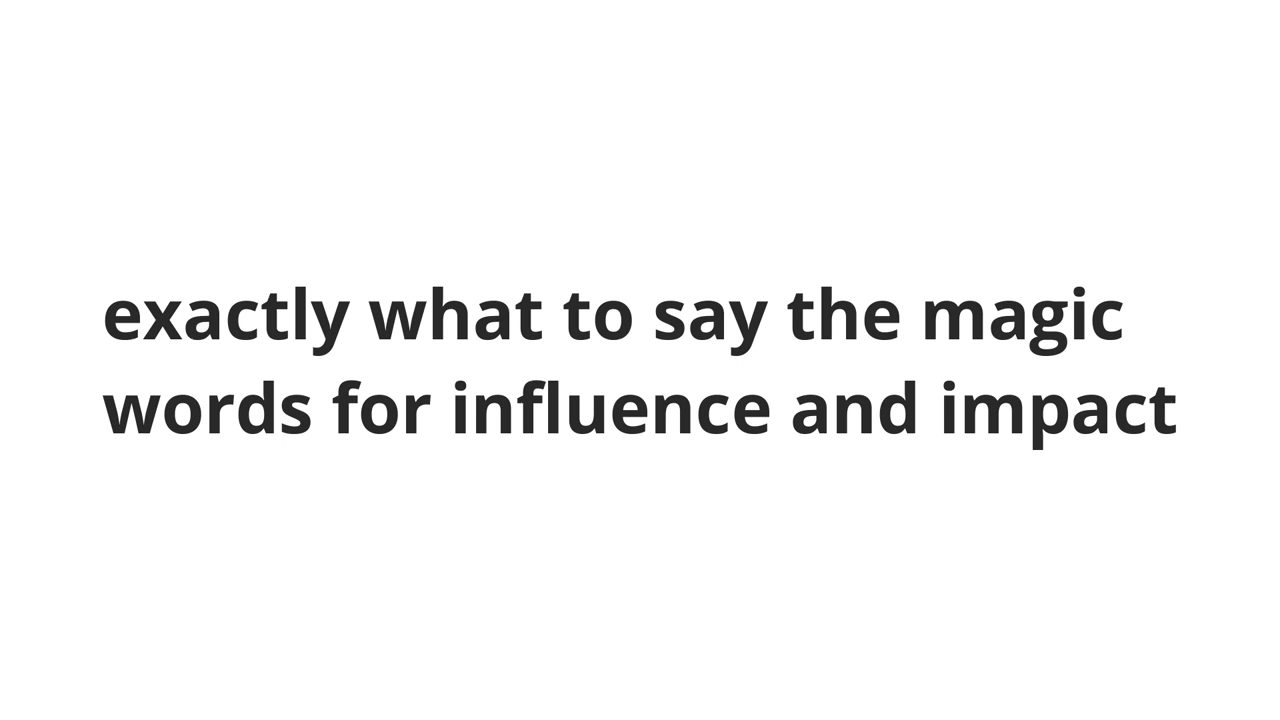 exactly what to say the magic
words for influence and impact